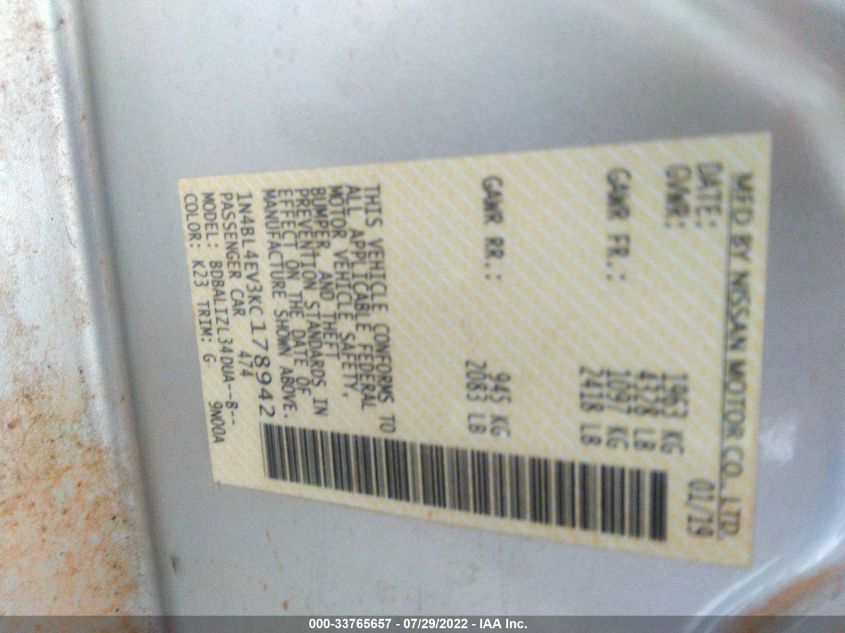 MFD BY NISSAN MOTOR CO., LTD.
DATE: 01/19
GVWR: 1963 KG
4328 LB
GAWR FR.: 1097 KG
2418 LB
GAWR RR.: 945 KG
2083 LB
THIS VEHICLE CONFORMS TO
ALL APPLICABLE FEDERAL
MOTOR VEHICLE SAFETY,
BUMPER, AND THEFT
PREVENTION STANDARDS IN
EFFECT ON THE DATE OF
MANUFACTURE SHOWN ABOVE.
1N4BL4EV3KC178942
PASSENGER CAR 474
MODEL: BDBALIZL34DUA--8--
COLOR: K23 TRIM: G 9N00A
000-33765657 - 07/29/2022 - IAA Inc.